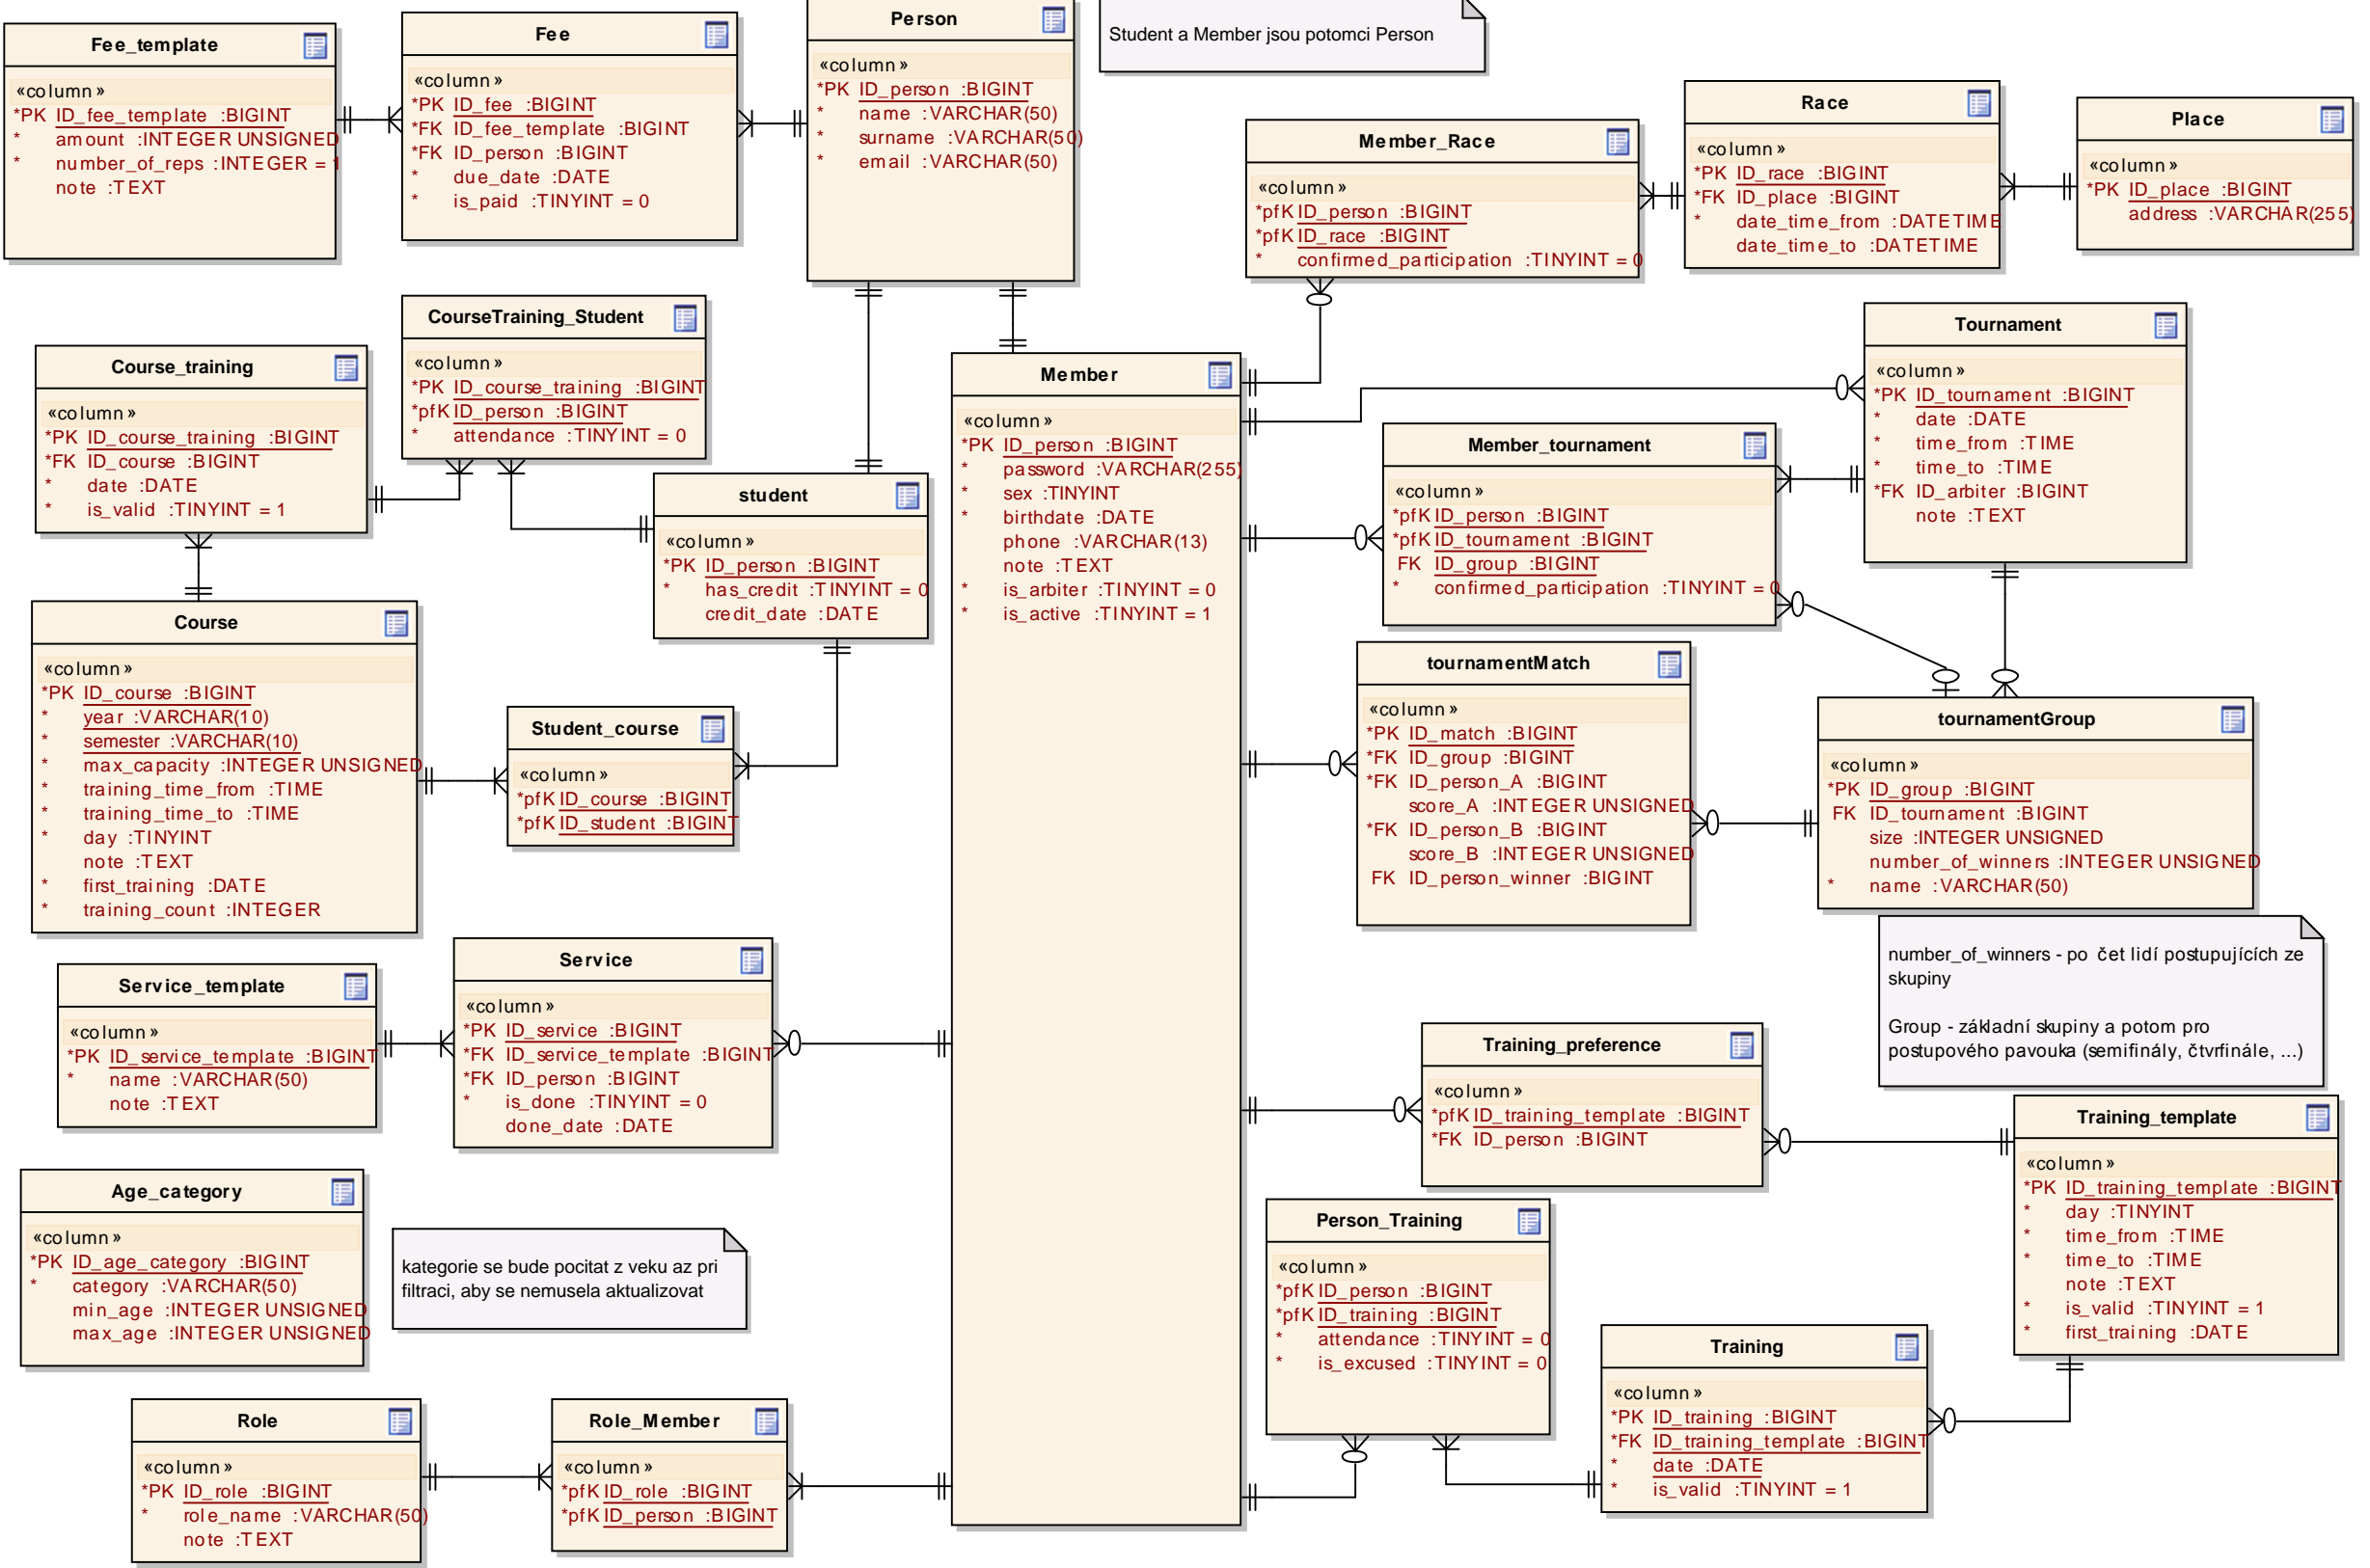 Fee_template
«column»
*PK ID_fee_template :BIGINT
* amount :INTEGER UNSIGNED
* number_of_reps :INTEGER = 1
note :TEXT
Fee
«column»
*PK ID_fee :BIGINT
*FK ID_fee_template :BIGINT
*FK ID_person :BIGINT
* due_date :DATE
* is_paid :TINYINT = 0
Person
«column»
*PK ID_person :BIGINT
* name :VARCHAR(50)
* surname :VARCHAR(50)
* email :VARCHAR(50)
Student a Member jsou potomci Person
Member_Race
«column»
*pfK ID_person :BIGINT
*pfK ID_race :BIGINT
* confirmed_participation :TINYINT = 0
Race
«column»
*PK ID_race :BIGINT
*FK ID_place :BIGINT
* date_time_from :DATETIME
date_time_to :DATETIME
Place
«column»
*PK ID_place :BIGINT
address :VARCHAR(255)
Course_training
«column»
*PK ID_course_training :BIGINT
*FK ID_course :BIGINT
* date :DATE
* is_valid :TINYINT = 1
CourseTraining_Student
«column»
*PK ID_course_training :BIGINT
*pfK ID_person :BIGINT
* attendance :TINYINT = 0
student
«column»
*PK ID_person :BIGINT
* has_credit :TINYINT = 0
credit_date :DATE
Member
«column»
*PK ID_person :BIGINT
* password :VARCHAR(255)
* sex :TINYINT
* birthdate :DATE
phone :VARCHAR(13)
note :TEXT
* is_arbiter :TINYINT = 0
* is_active :TINYINT = 1
Tournament
«column»
*PK ID_tournament :BIGINT
* date :DATE
* time_from :TIME
* time_to :TIME
*FK ID_arbiter :BIGINT
note :TEXT
Member_tournament
«column»
*pfK ID_person :BIGINT
*pfK ID_tournament :BIGINT
FK ID_group :BIGINT
* confirmed_participation :TINYINT = 0
Course
«column»
*PK ID_course :BIGINT
* year :VARCHAR(10)
* semester :VARCHAR(10)
* max_capacity :INTEGER UNSIGNED
* training_time_from :TIME
* training_time_to :TIME
* day :TINYINT
note :TEXT
* first_training :DATE
* training_count :INTEGER
Student_course
«column»
*pfK ID_course :BIGINT
*pfK ID_student :BIGINT
tournamentMatch
«column»
*PK ID_match :BIGINT
*FK ID_group :BIGINT
*FK ID_person_A :BIGINT
score_A :INTEGER UNSIGNED
*FK ID_person_B :BIGINT
score_B :INTEGER UNSIGNED
FK ID_person_winner :BIGINT
tournamentGroup
«column»
*PK ID_group :BIGINT
FK ID_tournament :BIGINT
size :INTEGER UNSIGNED
number_of_winners :INTEGER UNSIGNED
* name :VARCHAR(50)
number_of_winners - po čet lidí postupujících ze
skupiny
Group - základní skupiny a potom pro
postupového pavouka (semifinály, čtvrfinále, ...)
Service_template
«column»
*PK ID_service_template :BIGINT
* name :VARCHAR(50)
note :TEXT
Service
«column»
*PK ID_service :BIGINT
*FK ID_service_template :BIGINT
*FK ID_person :BIGINT
* is_done :TINYINT = 0
done_date :DATE
Training_preference
«column»
*pfK ID_training_template :BIGINT
*FK ID_person :BIGINT
Training_template
«column»
*PK ID_training_template :BIGINT
* day :TINYINT
* time_from :TIME
* time_to :TIME
note :TEXT
* is_valid :TINYINT = 1
* first_training :DATE
Age_category
«column»
*PK ID_age_category :BIGINT
* category :VARCHAR(50)
min_age :INTEGER UNSIGNED
max_age :INTEGER UNSIGNED
kategorie se bude pocitat z veku az pri
filtraci, aby se nemusela aktualizovat
Person_Training
«column»
*pfK ID_person :BIGINT
*pfK ID_training :BIGINT
* attendance :TINYINT = 0
* is_excused :TINYINT = 0
Training
«column»
*PK ID_training :BIGINT
*FK ID_training_template :BIGINT
* date :DATE
* is_valid :TINYINT = 1
Role
«column»
*PK ID_role :BIGINT
* role_name :VARCHAR(50)
note :TEXT
Role_Member
«column»
*pfK ID_role :BIGINT
*pfK ID_person :BIGINT